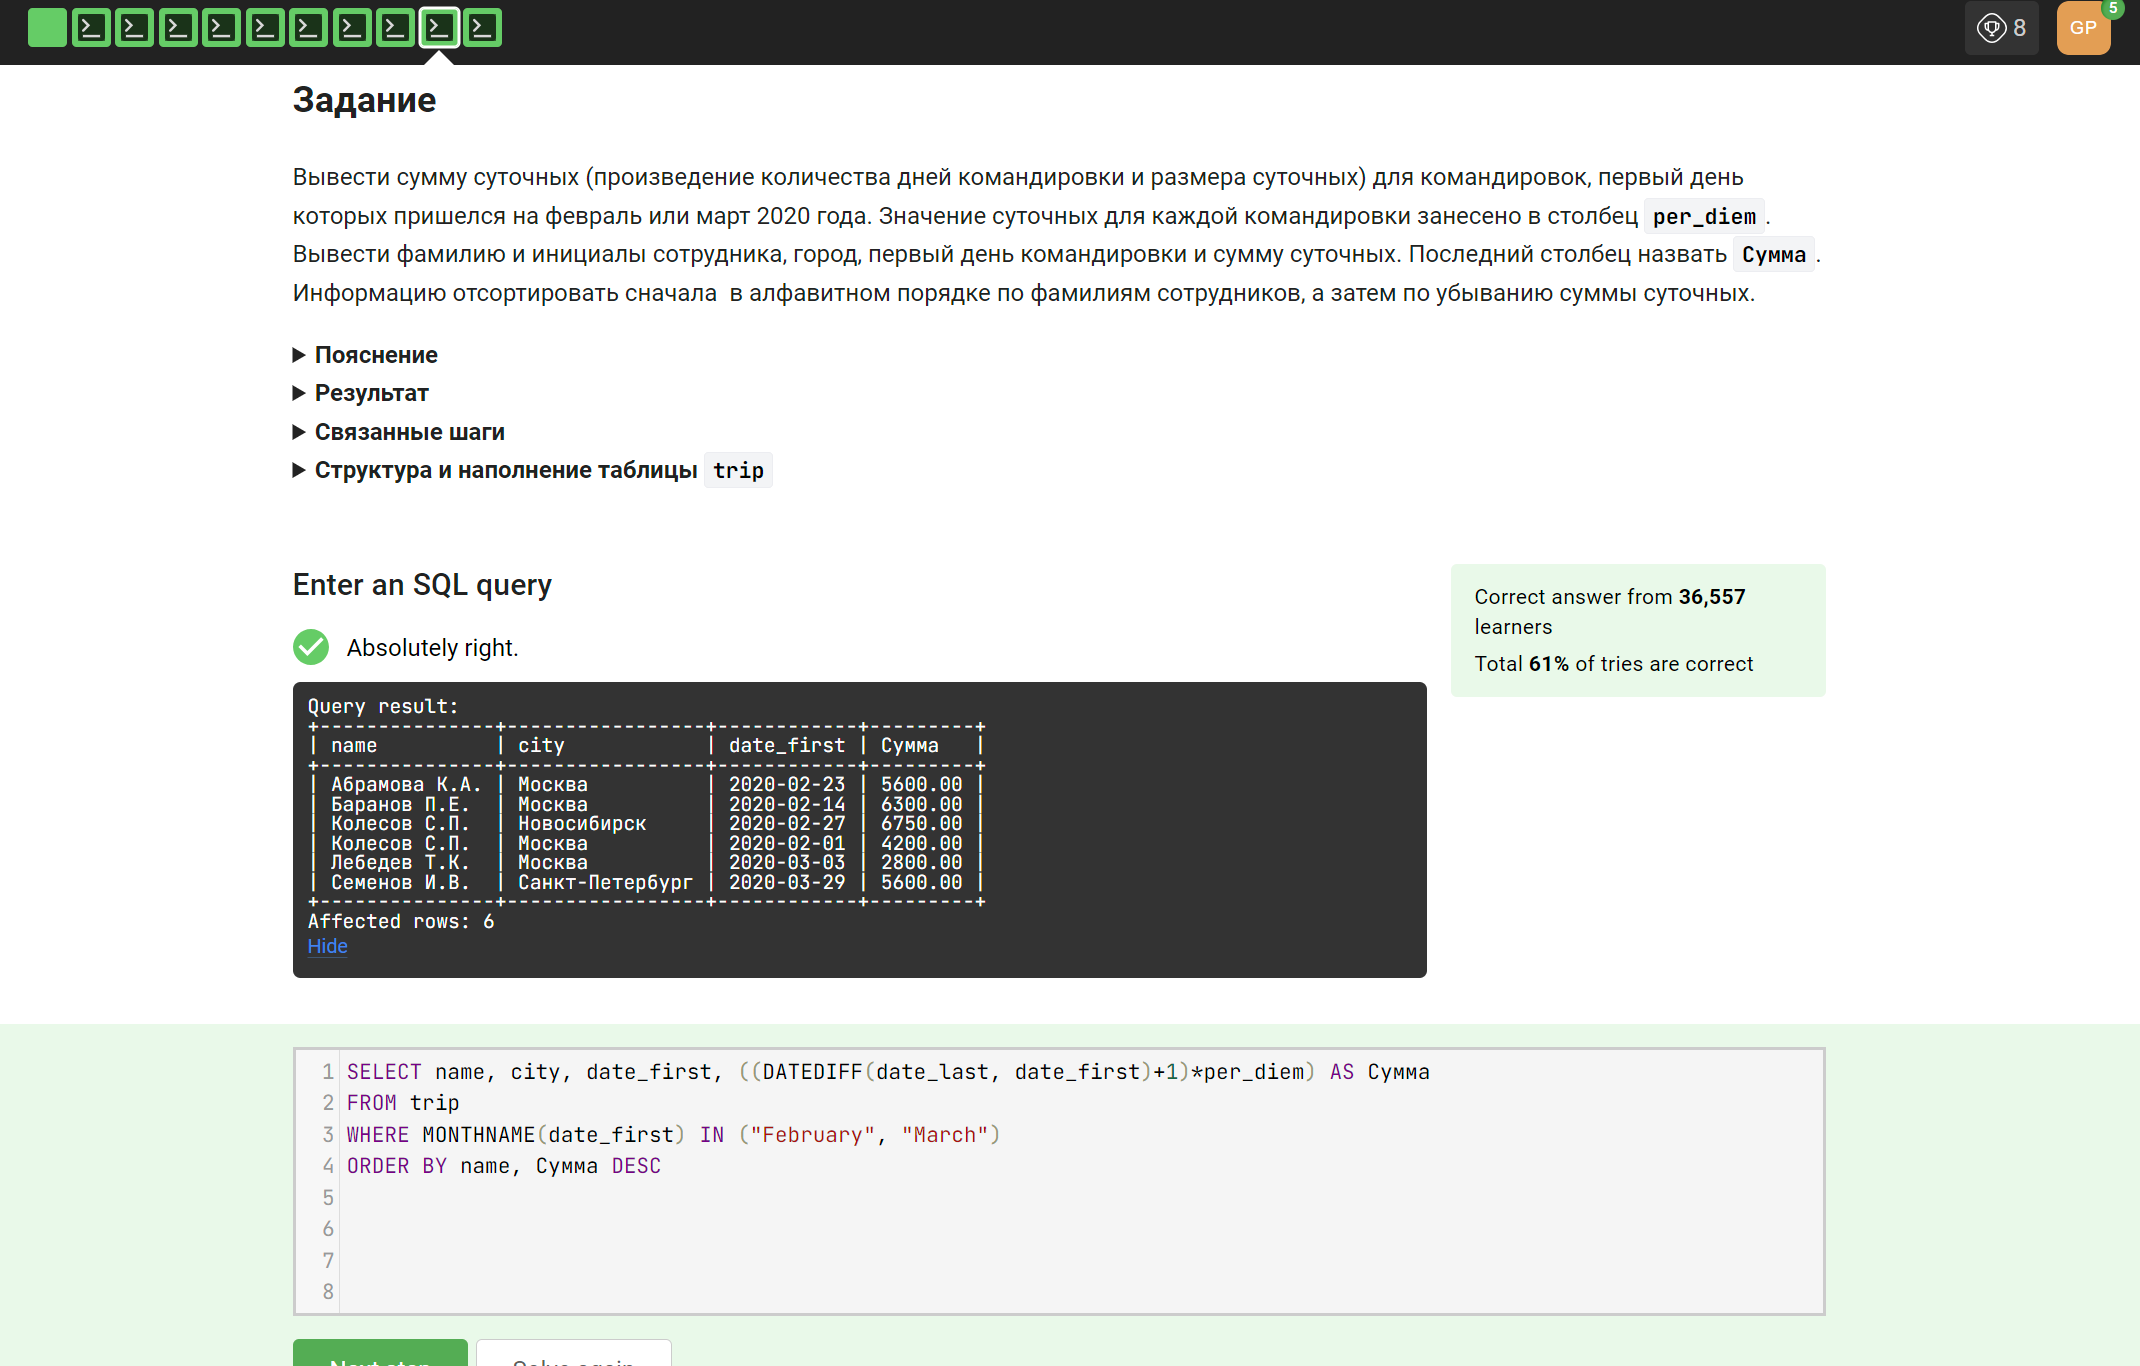 8
GP
5
Задание
Вывести сумму суточных (произведение количества дней командировки и размера суточных) для командировок, первый день
которых пришелся на февраль или март 2020 года. Значение суточных для каждой командировки занесено в столбец per_diem.
Вывести фамилию и инициалы сотрудника, город, первый день командировки и сумму суточных. Последний столбец назвать Сумма.
Информацию отсортировать сначала  в алфавитном порядке по фамилиям сотрудников, а затем по убыванию суммы суточных.
Пояснение
Результат
Связанные шаги
Структура и наполнение таблицы trip
Enter an SQL query
Absolutely right.
Correct answer from 36,557
learners
Total 61% of tries are correct
Query result:
+---------------+-----------------+------------+---------+
| name          | city            | date_first | Сумма   |
+---------------+-----------------+------------+---------+
| Абрамова К.А. | Москва          | 2020-02-23 | 5600.00 |
| Баранов П.Е.  | Москва          | 2020-02-14 | 6300.00 |
| Колесов С.П.  | Новосибирск     | 2020-02-27 | 6750.00 |
| Колесов С.П.  | Москва          | 2020-02-01 | 4200.00 |
| Лебедев Т.К.  | Москва          | 2020-03-03 | 2800.00 |
| Семенов И.В.  | Санкт-Петербург | 2020-03-29 | 5600.00 |
+---------------+-----------------+------------+---------+
Affected rows: 6
Hide
1 SELECT name, city, date_first, ((DATEDIFF(date_last, date_first)+1)*per_diem) AS Сумма
2 FROM trip
3 WHERE MONTHNAME(date_first) IN ("February", "March")
4 ORDER BY name, Сумма DESC
5
6
7
8
Next step
Solve again